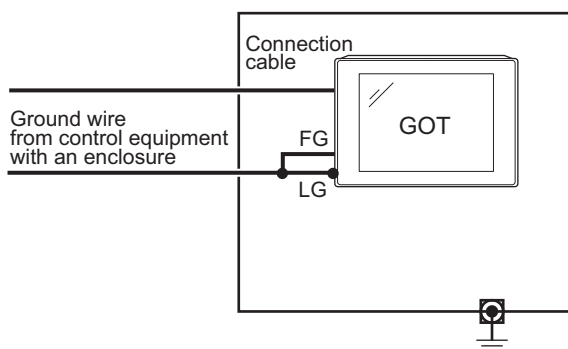 Connection
cable
Ground wire
from control equipment
with an enclosure
FG
GOT
LG